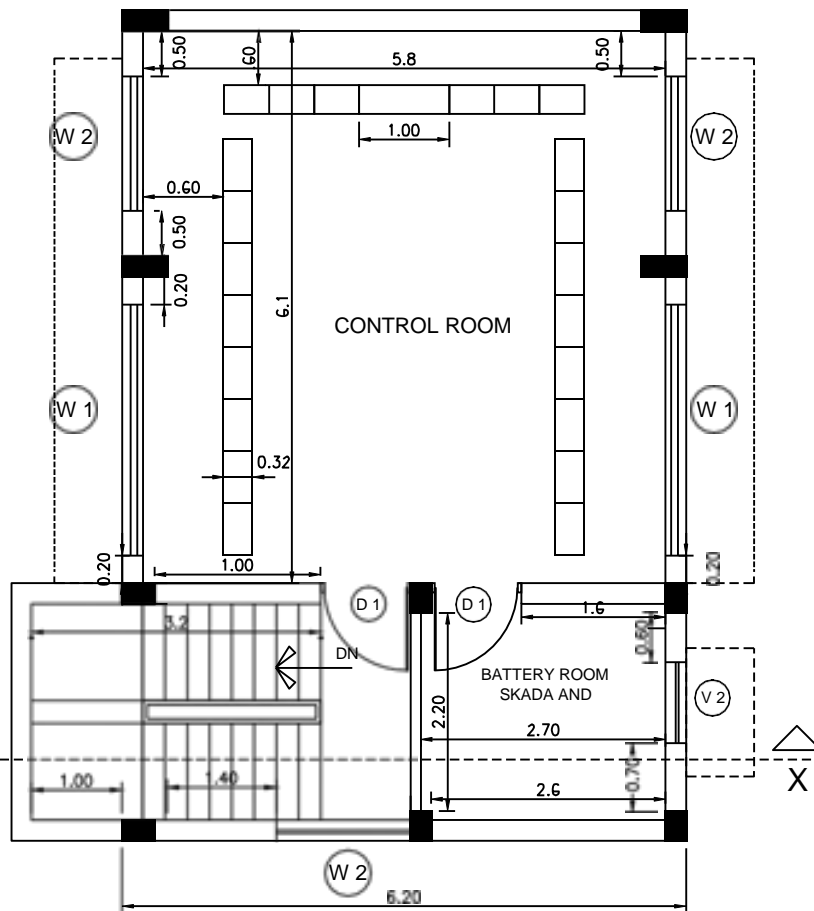 0.50
.60
5.8
0.50
W 2
W 2
1.00
0.60
0.50
0.20
6.1
CONTROL ROOM
W 1
W 1
0.32
0.20
1.00
0.20
D 1
D 1
1.6
3.2
0.60
DN
BATTERY ROOM
SKADA AND
V 2
2.20
2.70
1.00
1.40
0.70
2.6
X
W 2
6.20